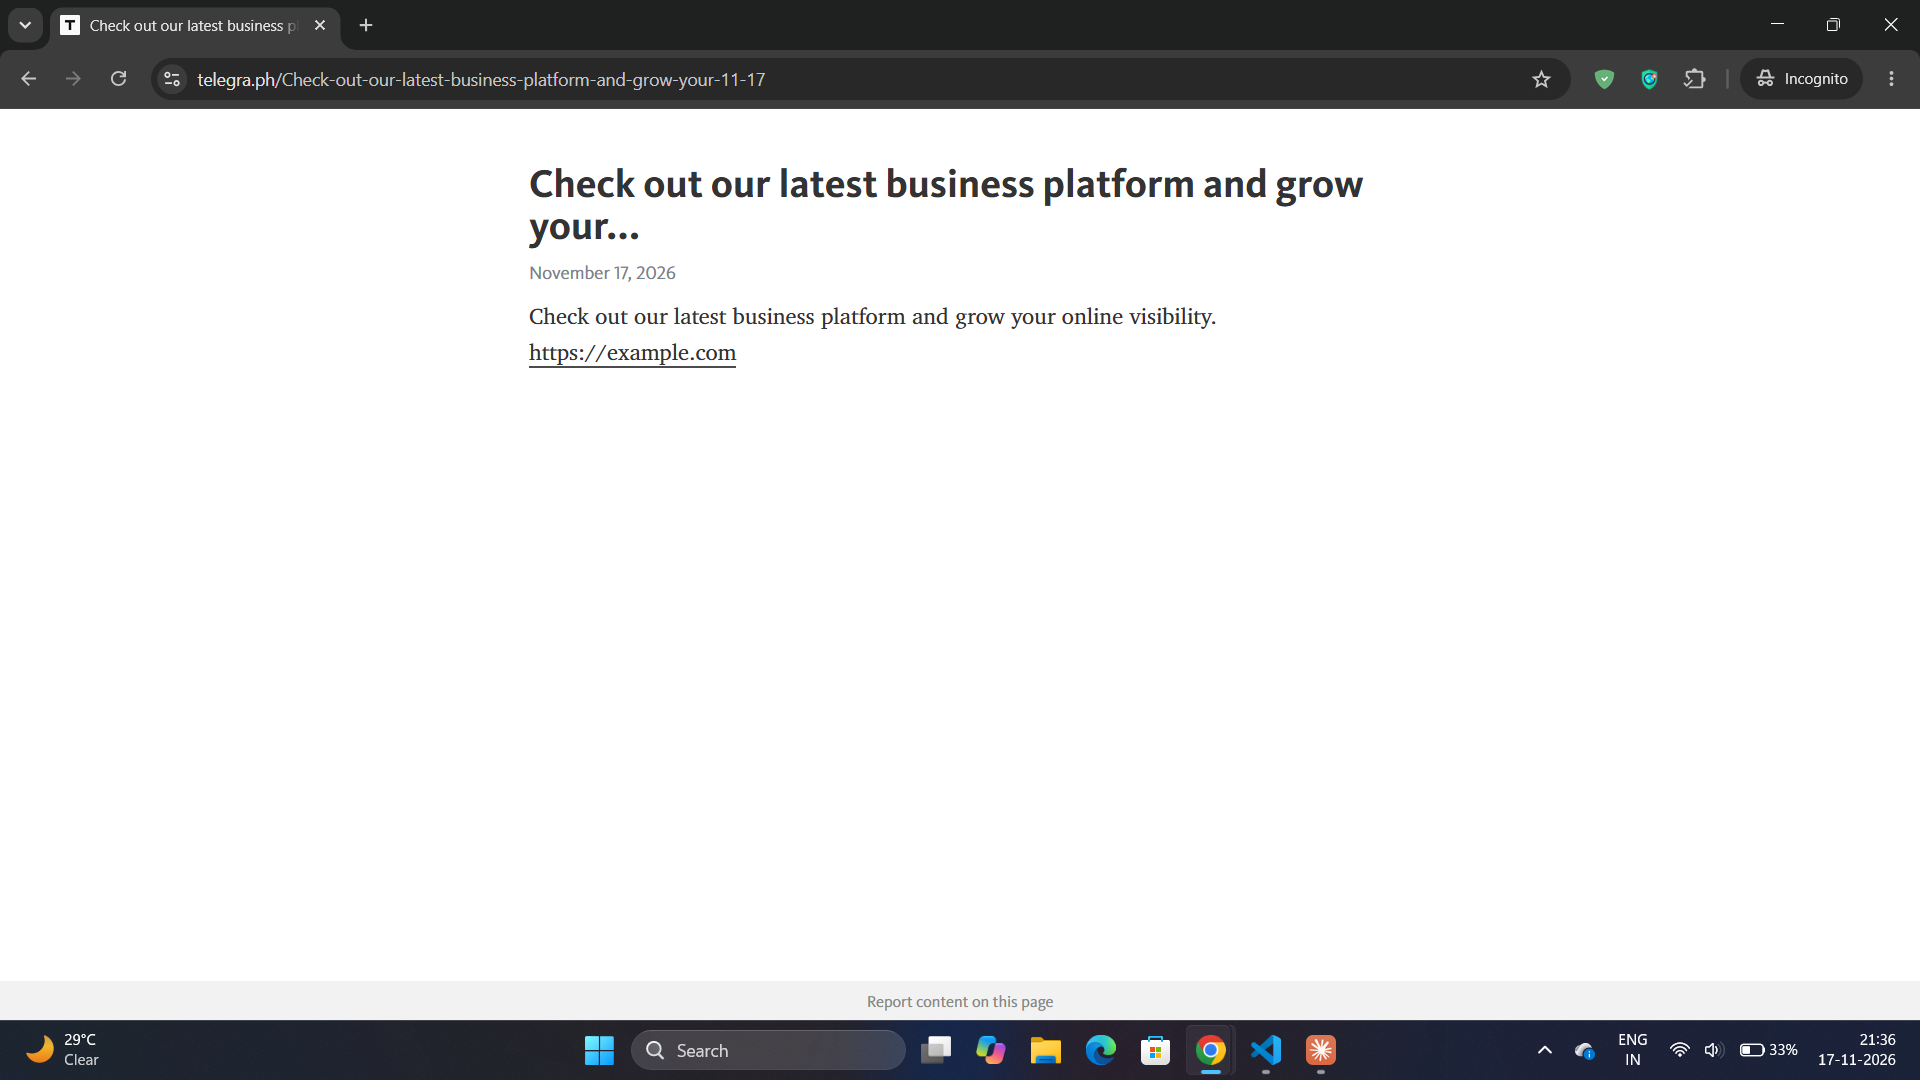 Check out our latest business p
telegra.ph/Check-out-our-latest-business-platform-and-grow-your-11-17
Incognito
Check out our latest business platform and grow
your...
November 17, 2026
Check out our latest business platform and grow your online visibility.
https://example.com
Report content on this page
29°C
Clear
Search
ENG
IN
33%
21:36
17-11-2026